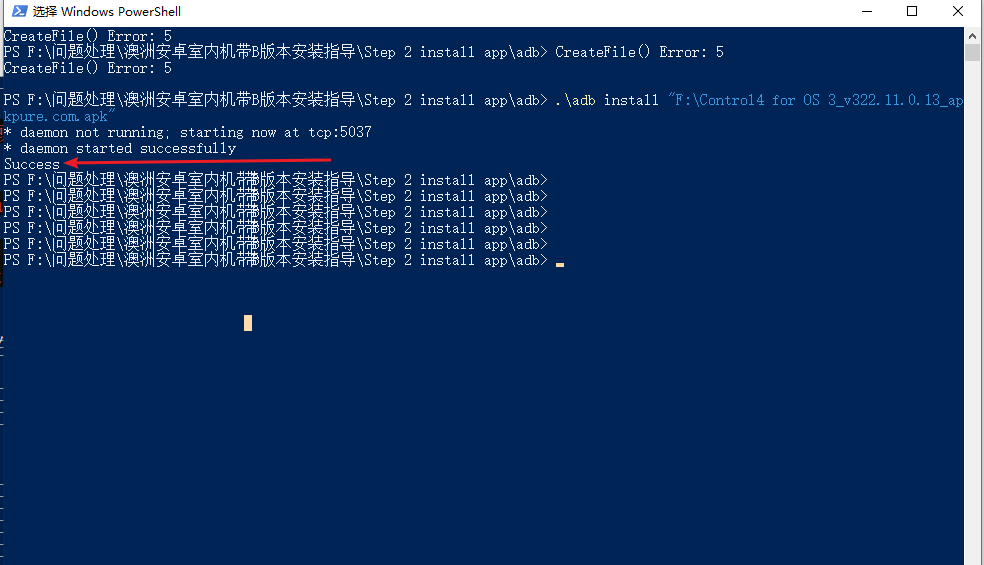 选择 Windows PowerShell
CreateFile() Error: 5
PS F:\问题处理\澳洲安卓室内机带B版本安装指导\Step 2 install app\adb> CreateFile() Error: 5
CreateFile() Error: 5
PS F:\问题处理\澳洲安卓室内机带B版本安装指导\Step 2 install app\adb> .\adb install "F:\Control4 for OS 3_v322.11.0.13_ap
kpure.com.apk"
* daemon not running; starting now at tcp:5037
* daemon started successfully
Success
PS F:\问题处理\澳洲安卓室内机带B版本安装指导\Step 2 install app\adb>
PS F:\问题处理\澳洲安卓室内机带B版本安装指导\Step 2 install app\adb>
PS F:\问题处理\澳洲安卓室内机带B版本安装指导\Step 2 install app\adb>
PS F:\问题处理\澳洲安卓室内机带B版本安装指导\Step 2 install app\adb>
PS F:\问题处理\澳洲安卓室内机带B版本安装指导\Step 2 install app\adb>
PS F:\问题处理\澳洲安卓室内机带B版本安装指导\Step 2 install app\adb>